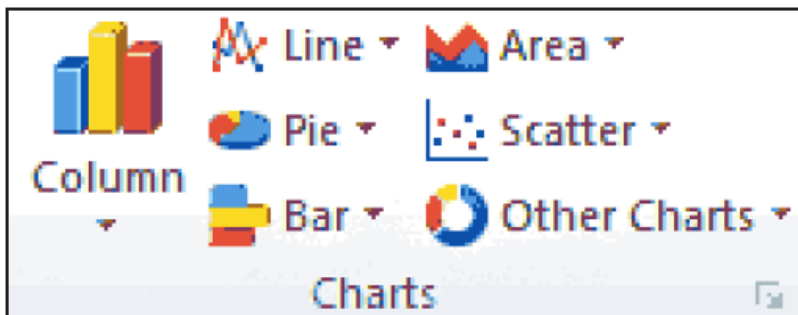 Line Area
Pie Scatter
Column
Bar Other Charts
Charts